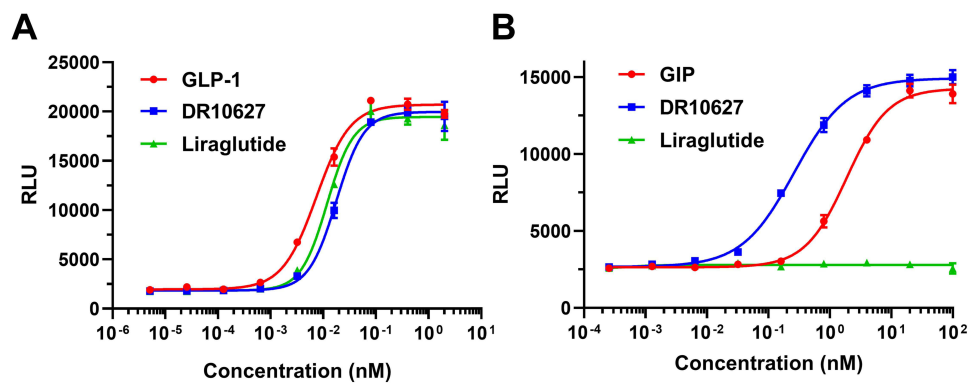 A
25000
20000
15000
10000
5000
0
RLU
GLP-1
DR10627
Liraglutide
10-6 10-5 10-4 10-3 10-2 10-1 100 101
Concentration (nM)
B
15000
10000
5000
0
RLU
GIP
DR10627
Liraglutide
10-4 10-3 10-2 10-1 100 101 102
Concentration (nM)